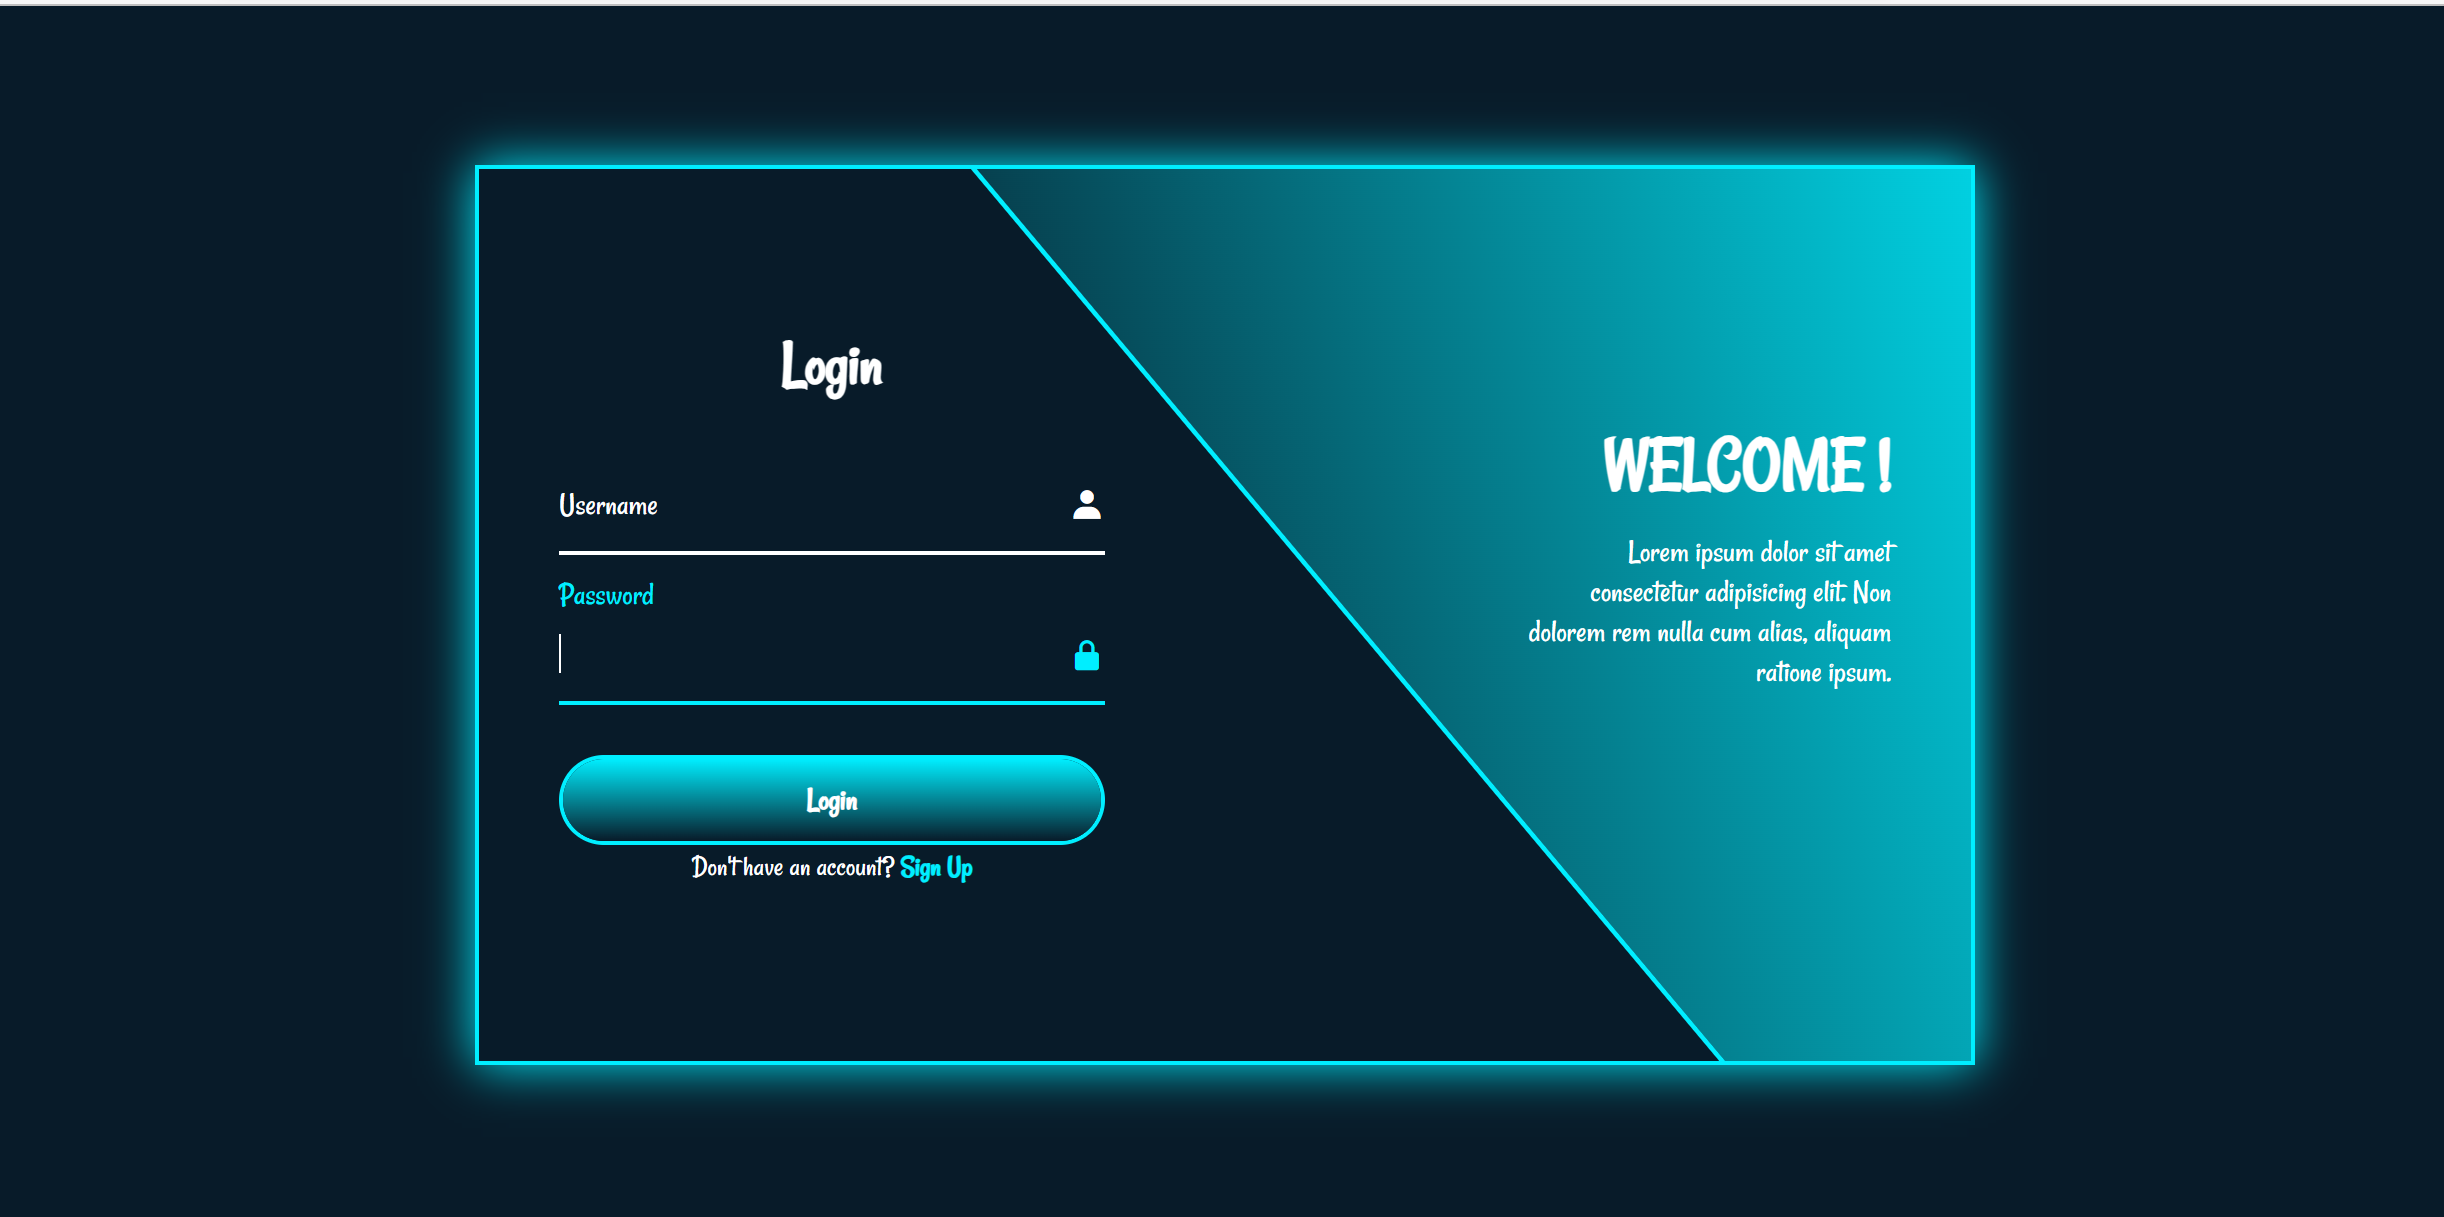 Login
Username
Password
Login
Don't have an account? Sign Up
WELCOME !
Lorem ipsum dolor sit amet
consectetur adipisicing elit. Non
dolorem rem nulla cum alias, aliquam
ratione ipsum.